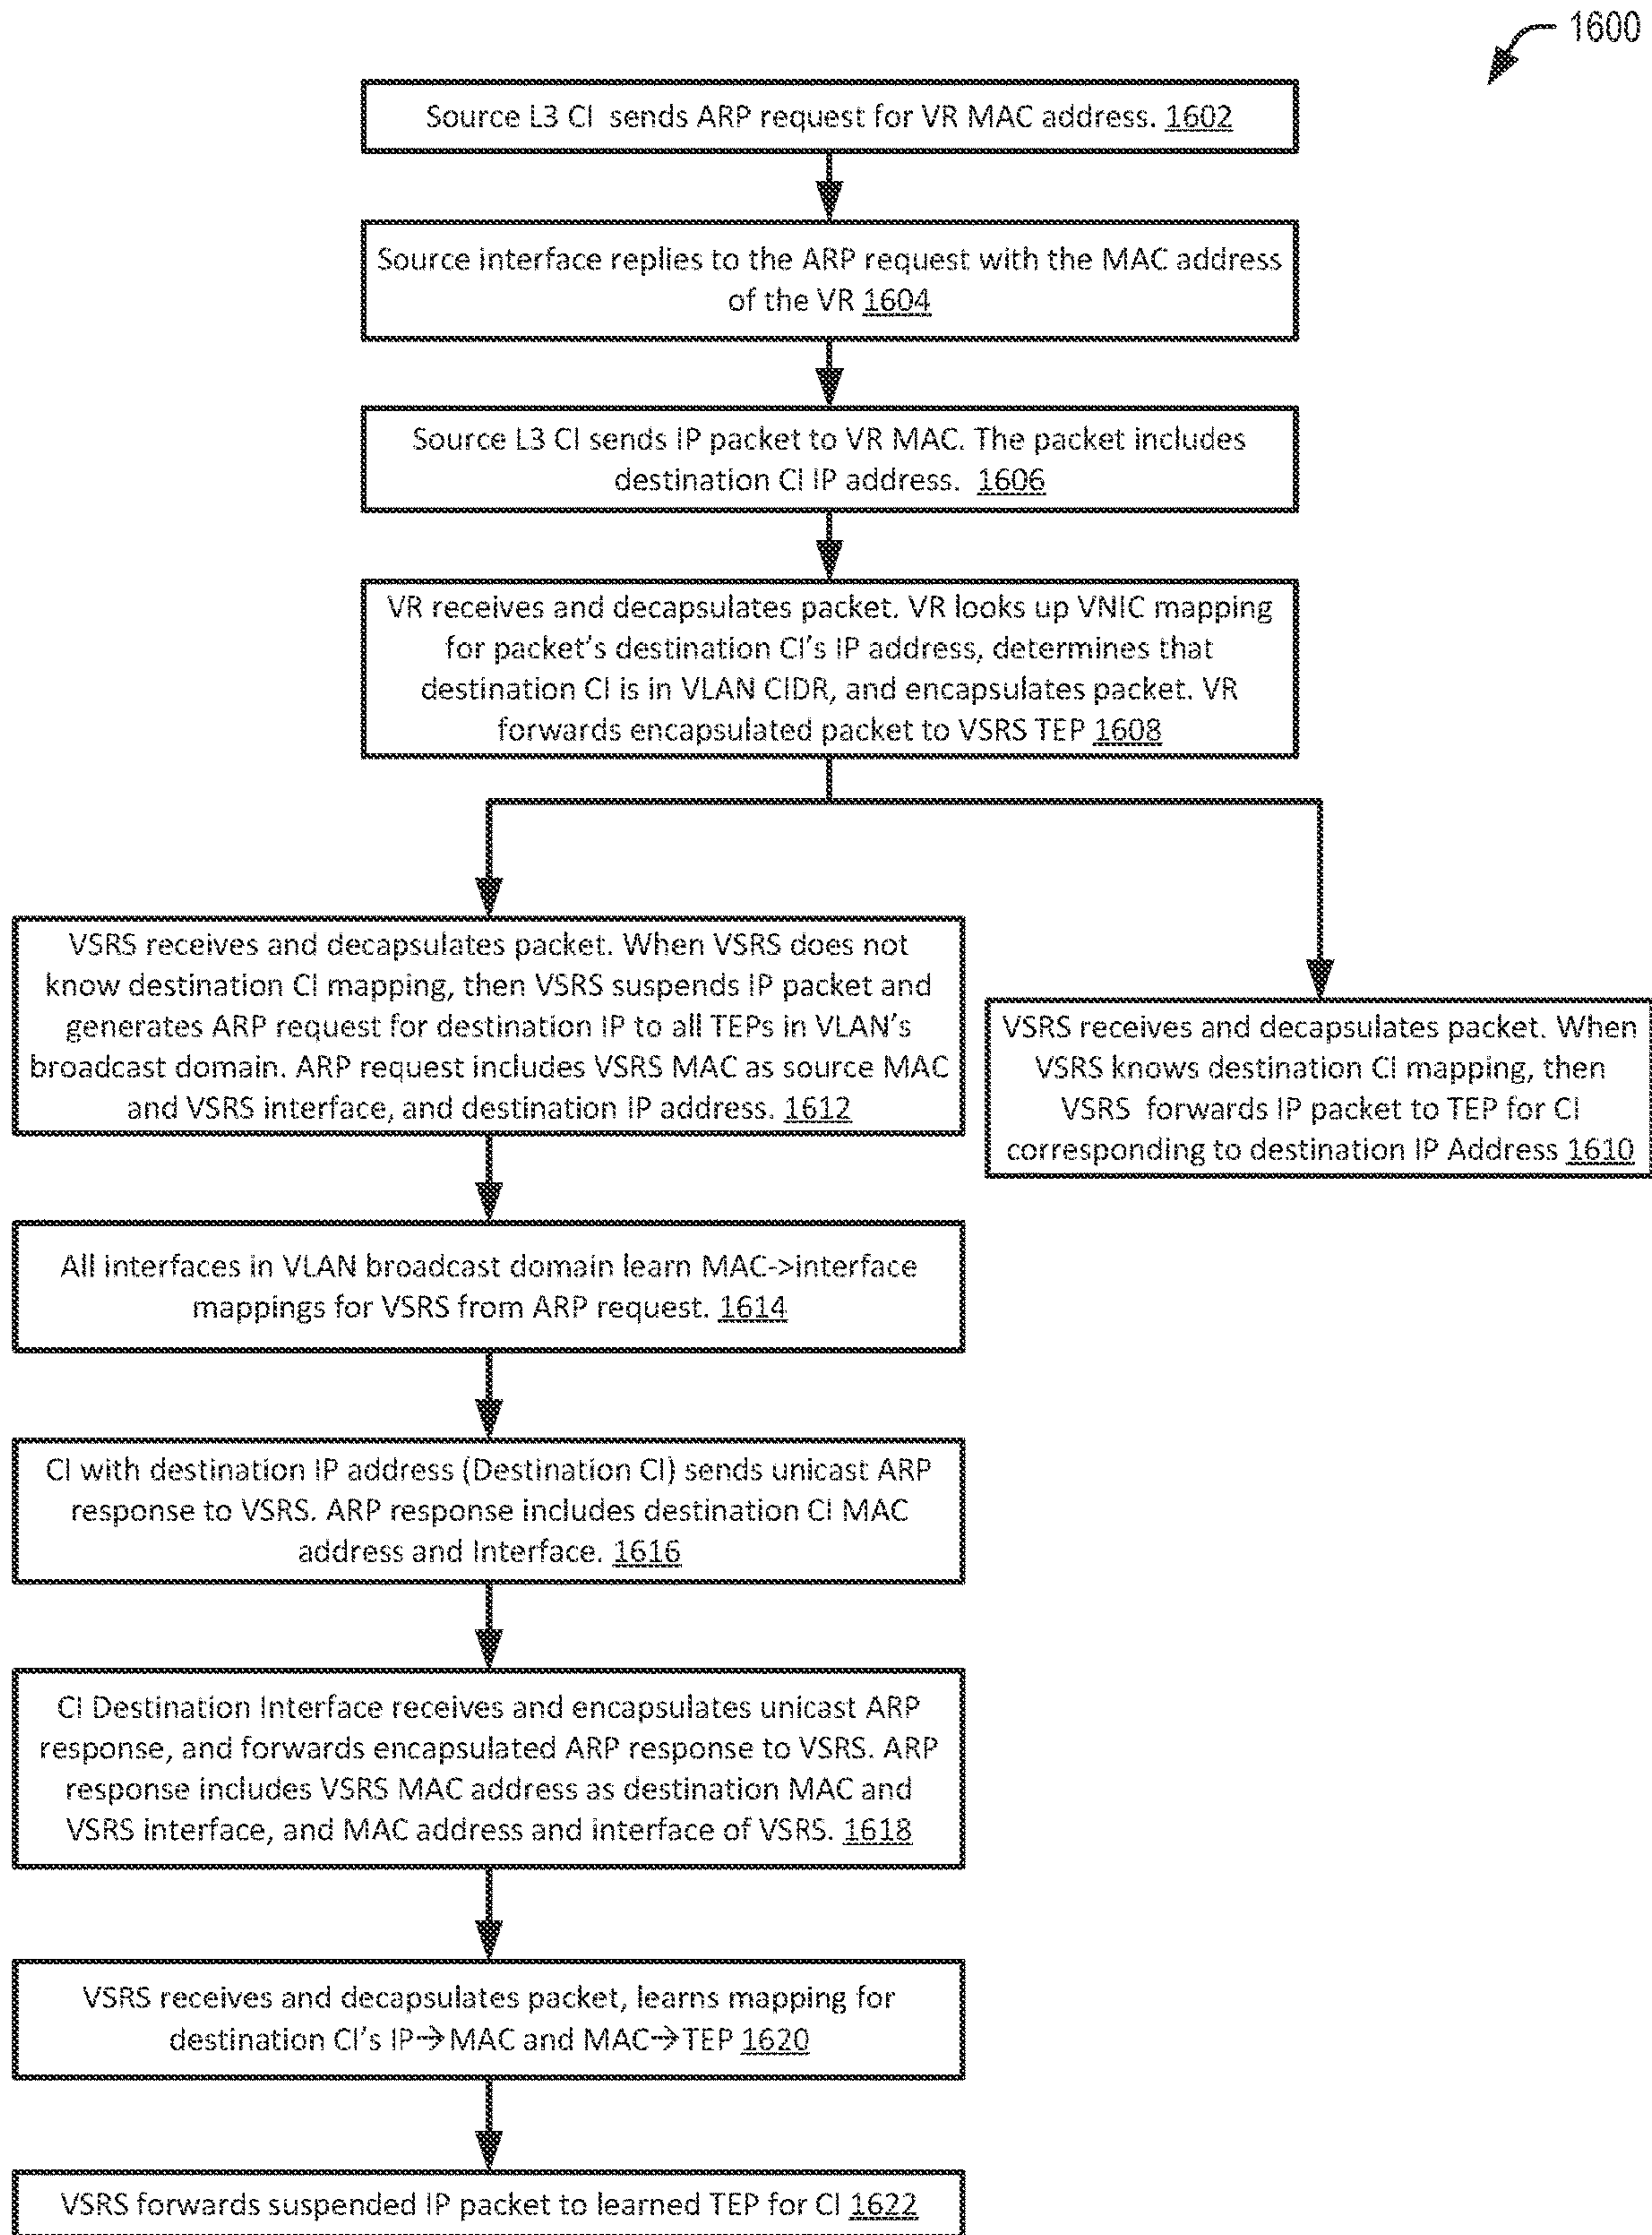 1600
Source L3 CI sends ARP request for VR MAC address. 1602
Source interface replies to the ARP request with the MAC address
of the VR 1604
Source L3 CI sends IP packet to VR MAC. The packet includes
destination CI IP address. 1606
VR receives and decapsulates packet. VR looks up VNIC mapping
for packet's destination CI's IP address, determines that
destination CI is in VLAN CIDR, and encapsulates packet. VR
forwards encapsulated packet to VSRS TEP 1608
VSRS receives and decapsulates packet. When VSRS does not
know destination CI mapping, then VSRS suspends IP packet and
generates ARP request for destination IP to all TEPs in VLAN's
broadcast domain. ARP request includes VSRS MAC as source MAC
and VSRS interface, and destination IP address. 1612
VSRS receives and decapsulates packet. When
VSRS knows destination CI mapping, then
VSRS forwards IP packet to TEP for CI
corresponding to destination IP Address 1610
All interfaces in VLAN broadcast domain learn MAC->interface
mappings for VSRS from ARP request. 1614
CI with destination IP address (Destination CI) sends unicast ARP
response to VSRS. ARP response includes destination CI MAC
address and Interface. 1616
CI Destination Interface receives and encapsulates unicast ARP
response, and forwards encapsulated ARP response to VSRS. ARP
response includes VSRS MAC address as destination MAC and
VSRS interface, and MAC address and interface of VSRS. 1618
VSRS receives and decapsulates packet, learns mapping for
destination CI's IP→MAC and MAC→TEP 1620
VSRS forwards suspended IP packet to learned TEP for CI 1622